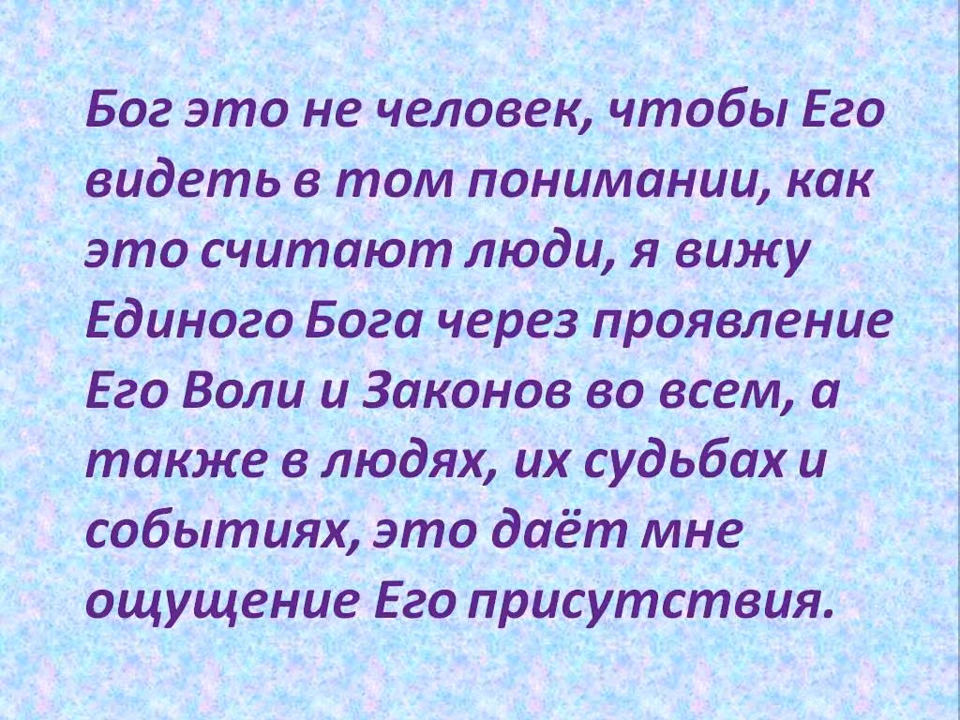 Бог это не человек, чтобы Его
видеть в том понимании, как
это считают люди, я вижу
Единого Бога через проявление
Его Воли и Законов во всем, а
также в людях, их судьбах и
событиях, это даёт мне
ощущение Его присутствия.